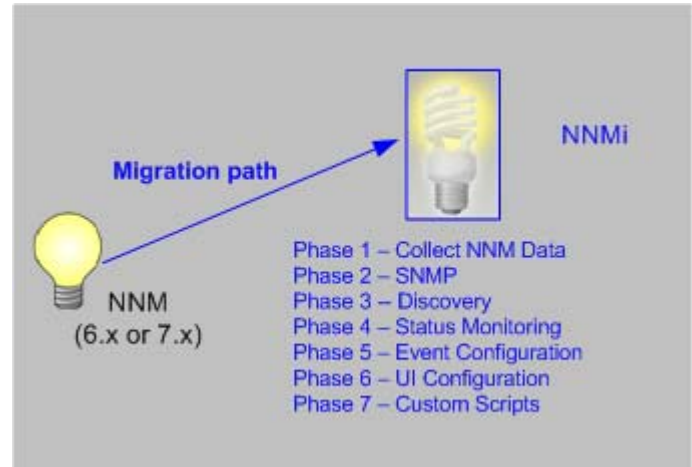 NNMi
Migration path
NNM
(6.x or 7.x)
Phase 1 – Collect NNM Data
Phase 2 – SNMP
Phase 3 – Discovery
Phase 4 – Status Monitoring
Phase 5 – Event Configuration
Phase 6 – UI Configuration
Phase 7 – Custom Scripts